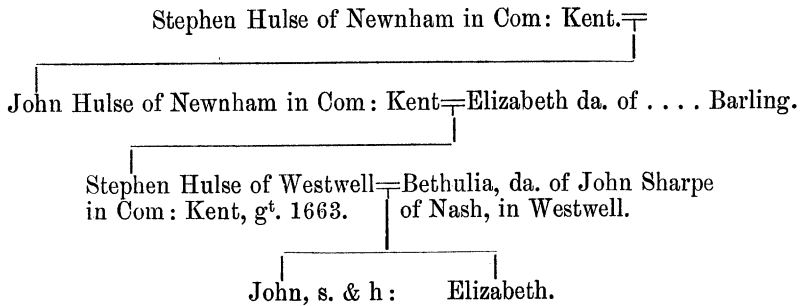 Stephen Hulse of Newnham in Com: Kent.
John Hulse of Newnham in Com: Kent=Elizabeth da. of .... Barling.
Stephen Hulse of Westwell=Bethulia, da. of John Sharpe
in Com: Kent, gt. 1663. of Nash, in Westwell.
John, s. & h: Elizabeth.